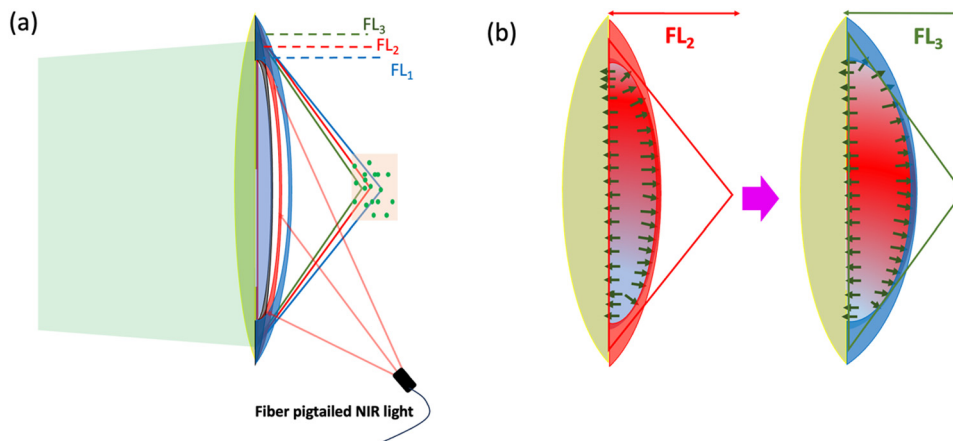 (a)
FL3
FL2
FL1
Fiber pigtailed NIR light
(b)
FL2
FL3